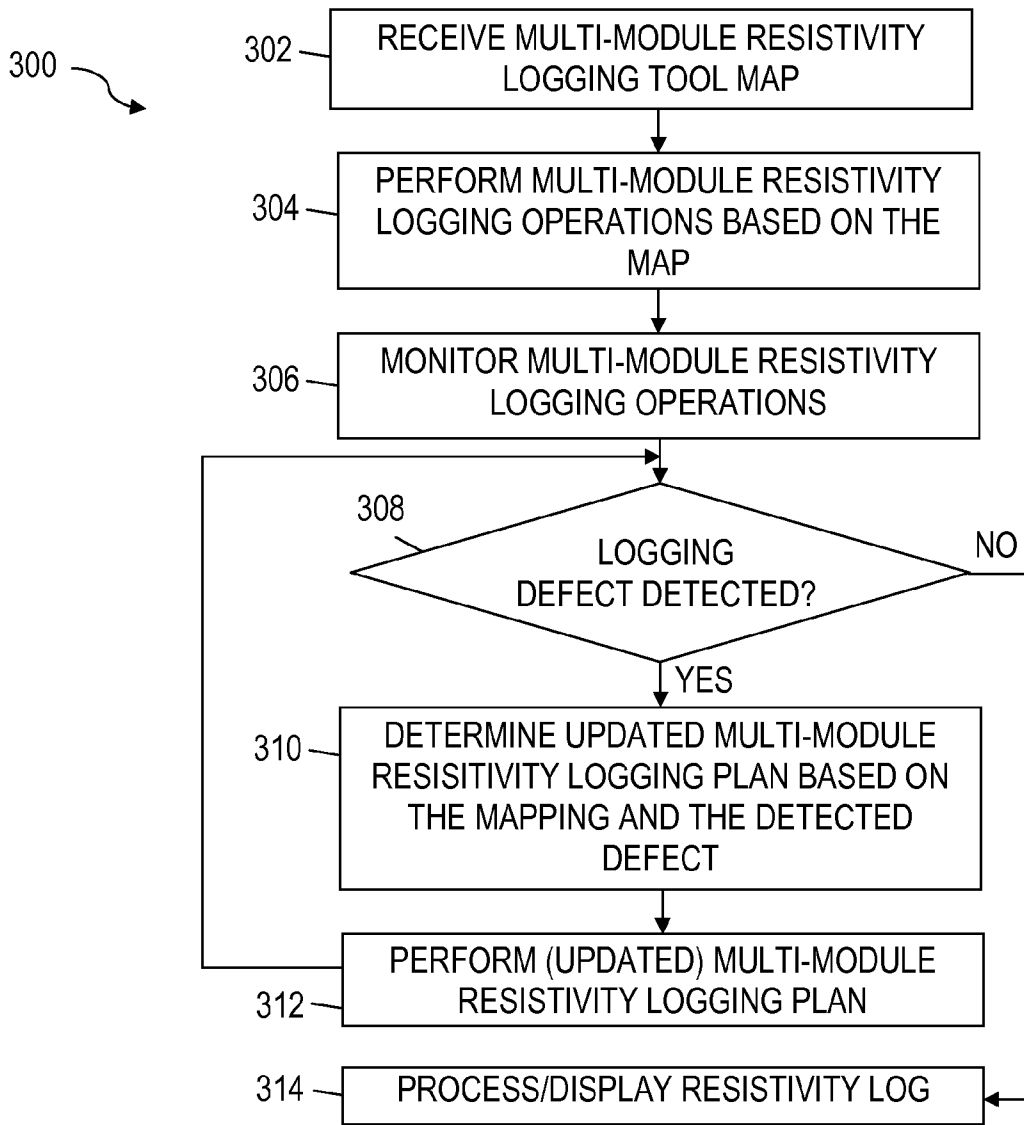 300
302
RECEIVE MULTI-MODULE RESISTIVITY
LOGGING TOOL MAP
304
PERFORM MULTI-MODULE RESISTIVITY
LOGGING OPERATIONS BASED ON THE
MAP
306
MONITOR MULTI-MODULE RESISTIVITY
LOGGING OPERATIONS
308
LOGGING
DEFECT DETECTED?
NO
YES
310
DETERMINE UPDATED MULTI-MODULE
RESISITIVITY LOGGING PLAN BASED ON
THE MAPPING AND THE DETECTED
DEFECT
312
PERFORM (UPDATED) MULTI-MODULE
RESISTIVITY LOGGING PLAN
314
PROCESS/DISPLAY RESISTIVITY LOG